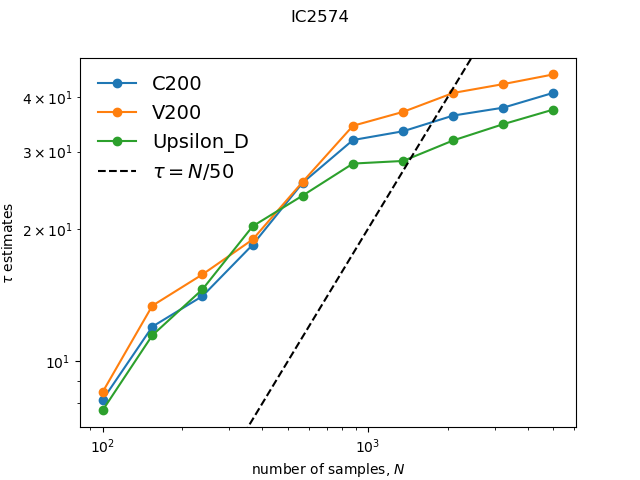 IC2574
C200
V200
Upsilon_D
τ = N/50
4 × 10¹
3 × 10¹
2 × 10¹
10¹
τ estimates
10² 10³
number of samples, N